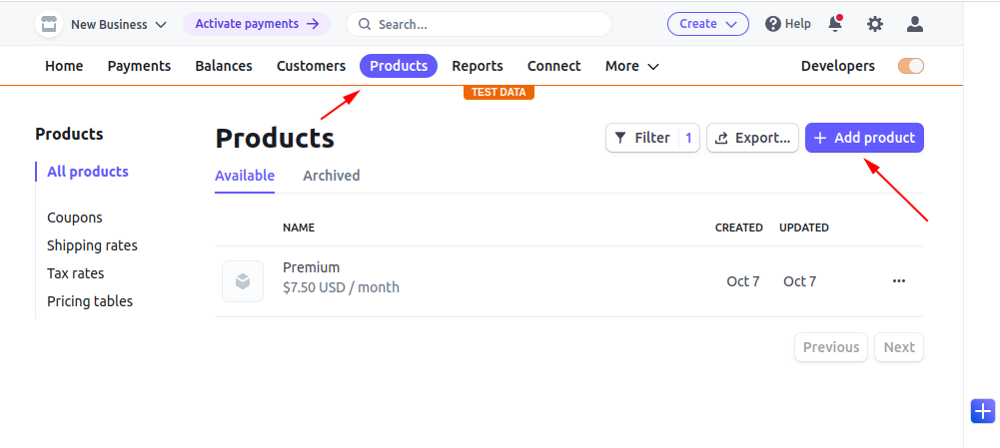 New Business Activate payments → Search... Create Help
Home Payments Balances Customers Products Reports Connect More Developers
TEST DATA
Products
All products
Coupons
Shipping rates
Tax rates
Pricing tables
Products
Filter 1 Export... + Add product
Available Archived
NAME CREATED UPDATED
Premium
$7.50 USD / month
Oct 7 Oct 7 ...
Previous Next